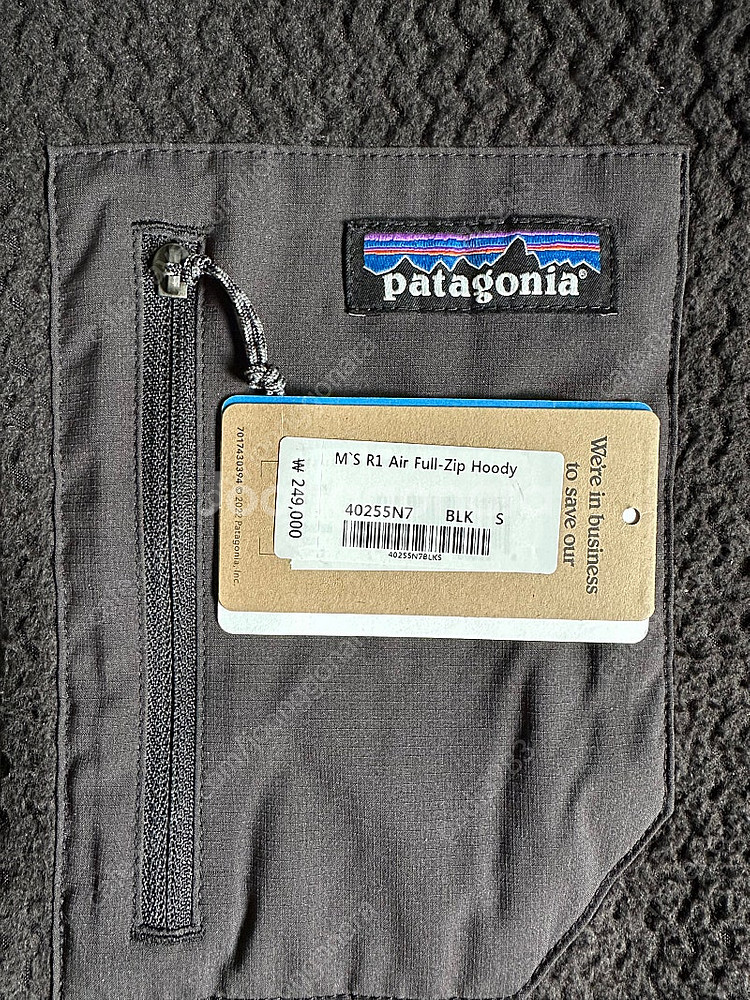 patagonia®
M`S R1 Air Full-Zip Hoody
₩ 249,000
40255N7 BLK S
40255N7BLKS
We're in business
to save our
7017430394 © 2022 Patagonia, Inc.